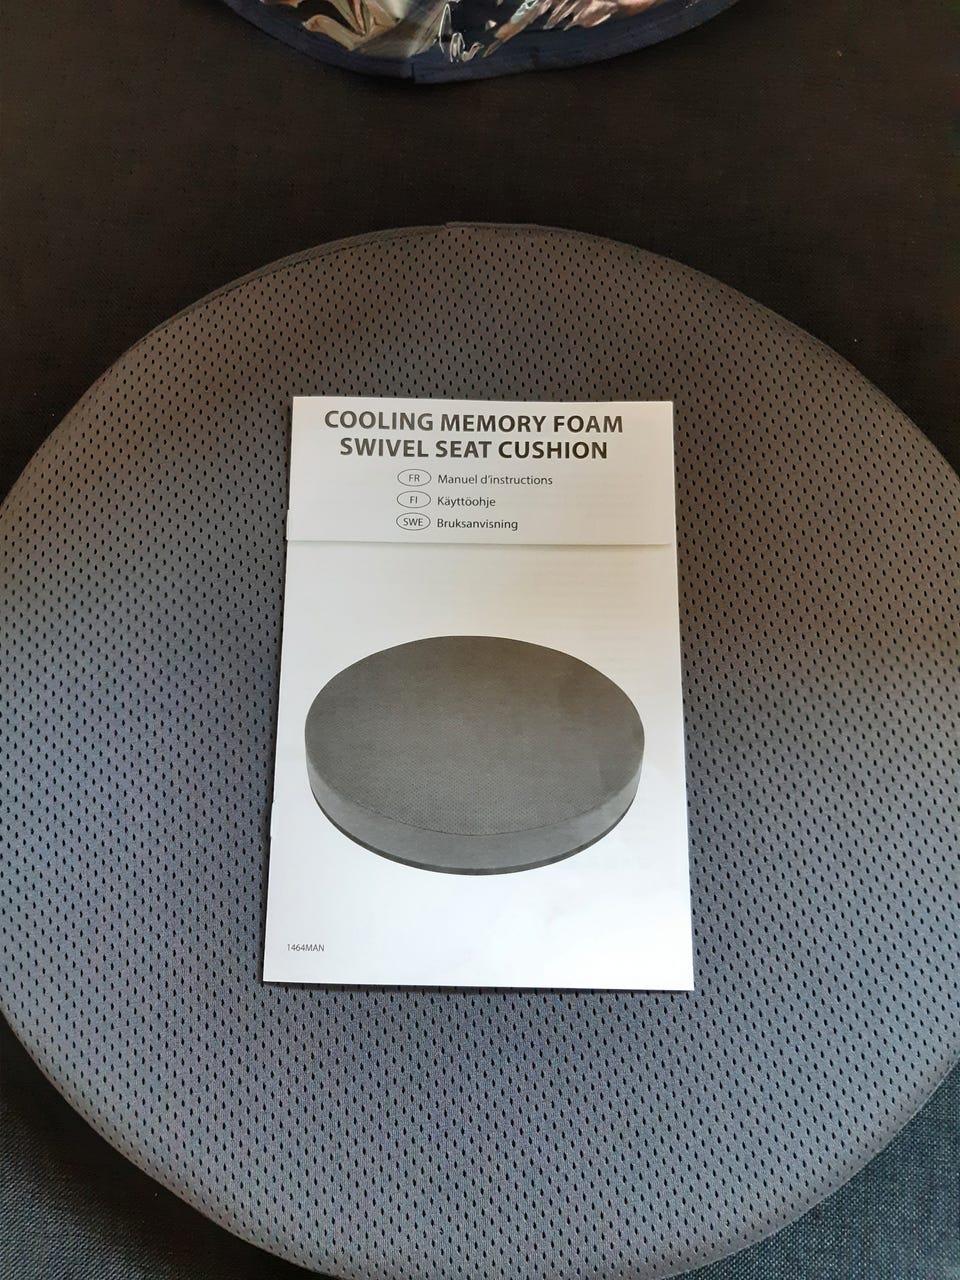 COOLING MEMORY FOAM
SWIVEL SEAT CUSHION
FR Manuel d'instructions
FI Käyttöohje
SWE Bruksanvisning
1464MAN